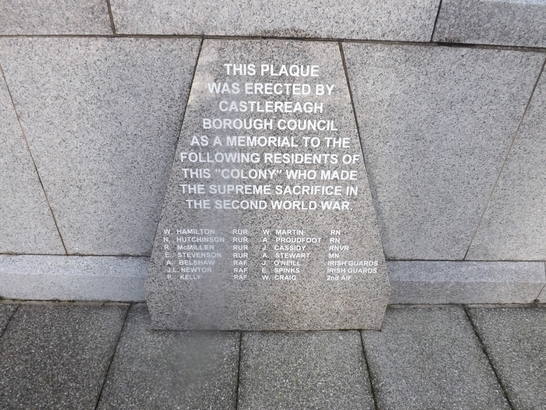 THIS PLAQUE
WAS ERECTED BY
CASTLEREAGH
BOROUGH COUNCIL
AS A MEMORIAL TO THE
FOLLOWING RESIDENTS OF
THIS "COLONY" WHO MADE
THE SUPREME SACRIFICE IN
THE SECOND WORLD WAR
W. HAMILTON RUR W. MARTIN RN
N. HUTCHINSON RUR A. PROUDFOOT RN
R. McMILLEN RUR J. CASSIDY RNVR
E. STEVENSON RUR A. STEWART MN
A. BELSHAW RAF J. O'NEILL IRISH GUARDS
J.L. NEWTON RAF E. SPINKS IRISH GUARDS
P. KELLY RAF W. CRAIG 2nd AIF